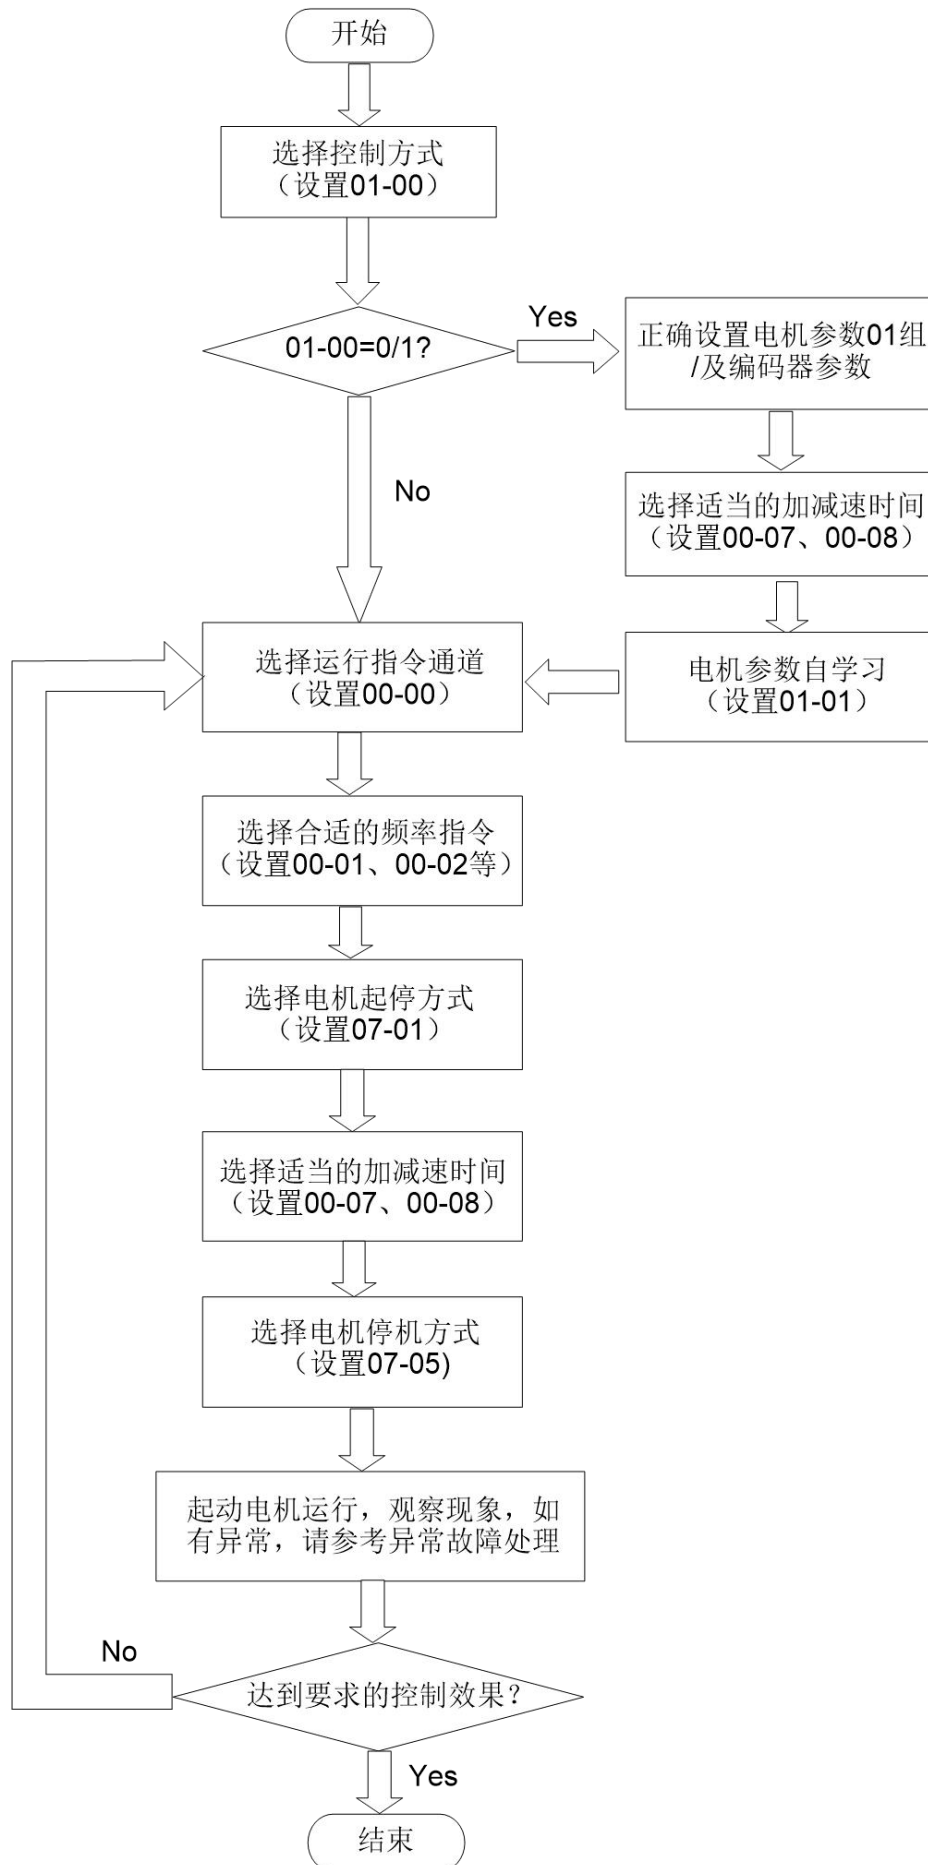 开始
选择控制方式
（设置01-00）
01-00=0/1?
Yes
正确设置电机参数01组
/及编码器参数
No
选择适当的加减速时间
（设置00-07、00-08）
电机参数自学习
（设置01-01）
选择运行指令通道
（设置00-00）
选择合适的频率指令
（设置00-01、00-02等）
选择电机起停方式
（设置07-01）
选择适当的加减速时间
（设置00-07、00-08）
选择电机停机方式
（设置07-05)
起动电机运行，观察现象，如
有异常，请参考异常故障处理
No
达到要求的控制效果？
Yes
结束